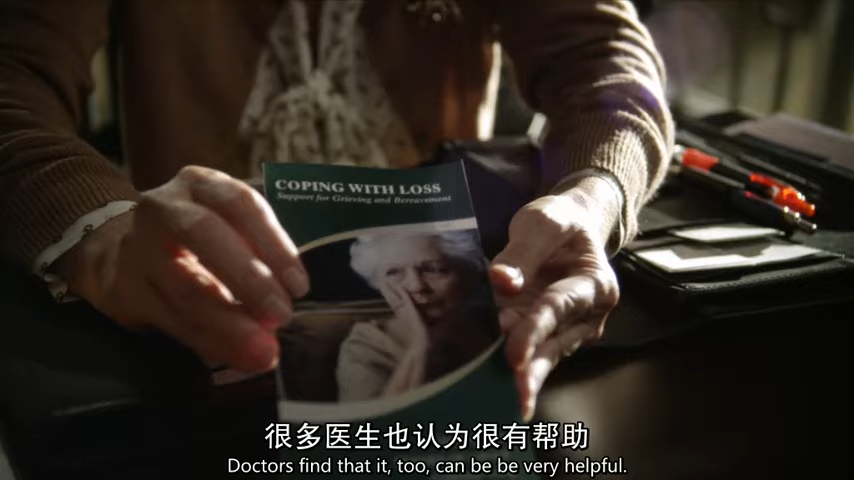 COPING WITH LOSS
Support for Grieving and Bereavement
很多医生也认为很有帮助
Doctors find that it, too, can be be very helpful.